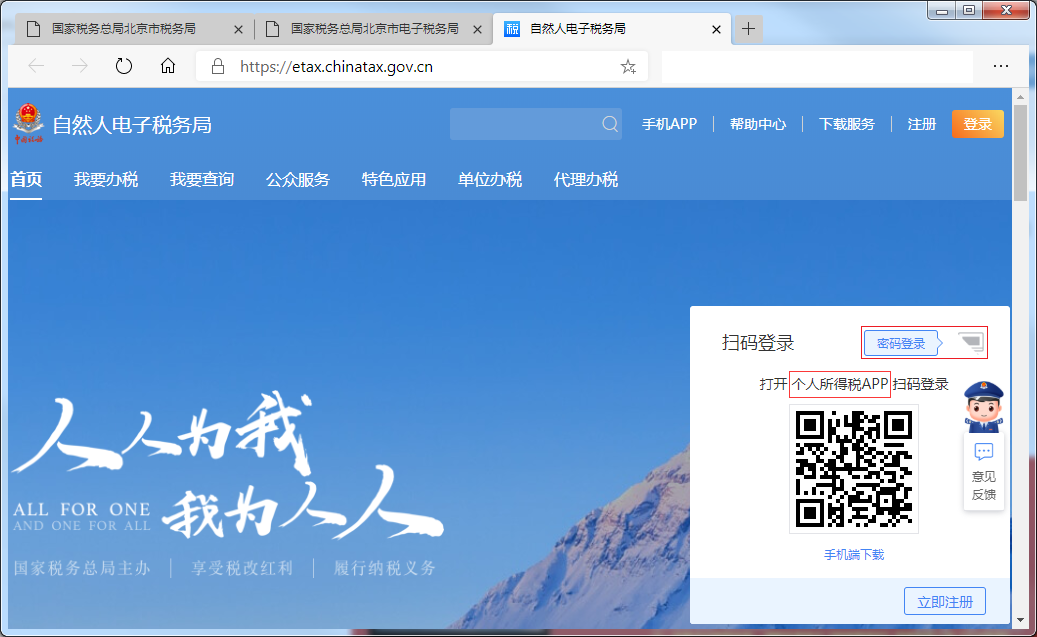 国家税务总局北京市税务局
国家税务总局北京市电子税务局
自然人电子税务局
https://etax.chinatax.gov.cn
自然人电子税务局
手机APP
帮助中心
下载服务
注册
登录
首页
我要办税
我要查询
公众服务
特色应用
单位办税
代理办税
扫码登录
密码登录
打开 个人所得税APP 扫码登录
手机端下载
立即注册
意见
反馈
人人为我
我为人人
ALL FOR ONE
AND ONE FOR ALL
国家税务总局主办
享受税改红利
履行纳税义务